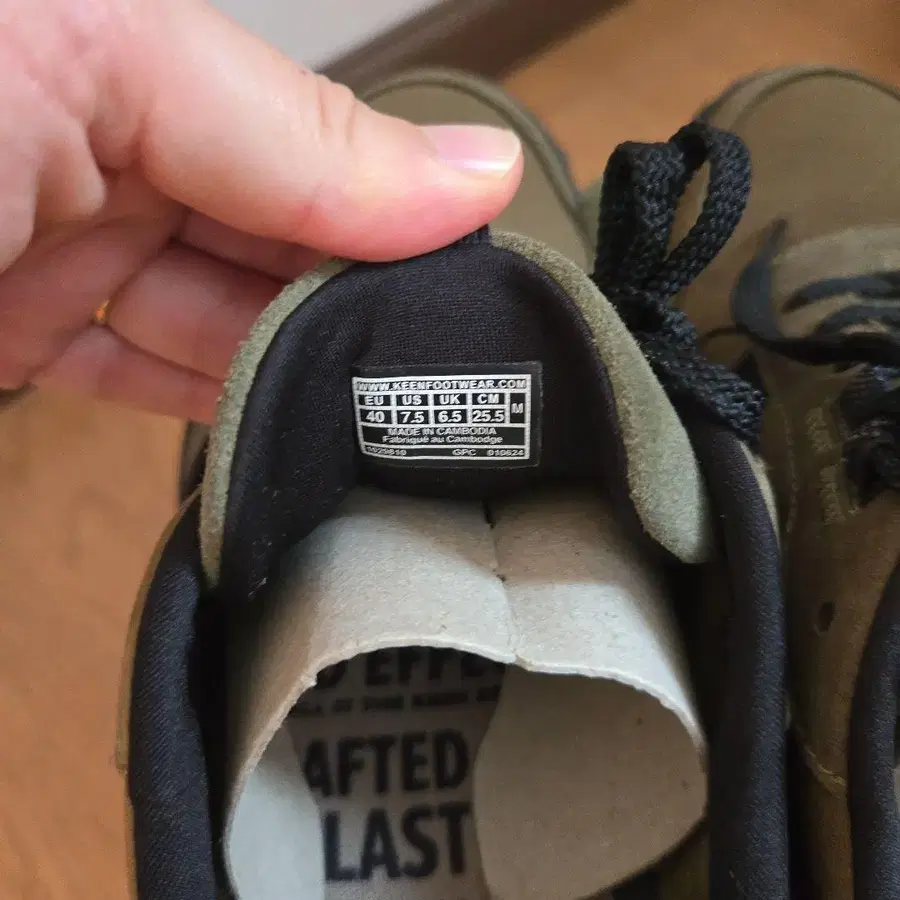 WWW.KEENFOOTWEAR.COM
EU US UK CM M
40 7.5 6.5 25.5
MADE IN CAMBODIA
Fabriqué au Cambodge
1029810 GPC 010624
AFTED
LAST